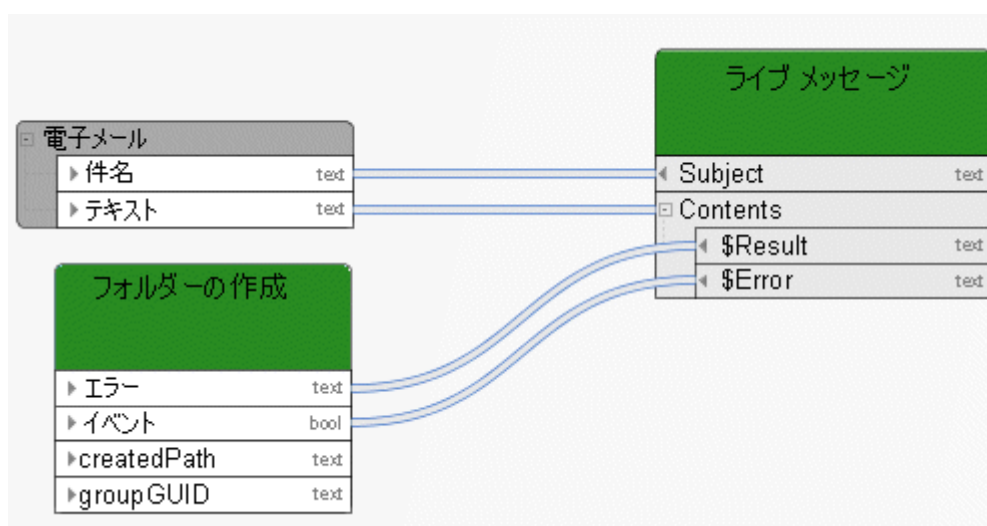 ライブ メッセージ
電子メール
件名 text
Subject text
テキスト text
Contents
$Result text
$Error text
フォルダーの作成
エラー text
イベント bool
createdPath text
groupGUID text